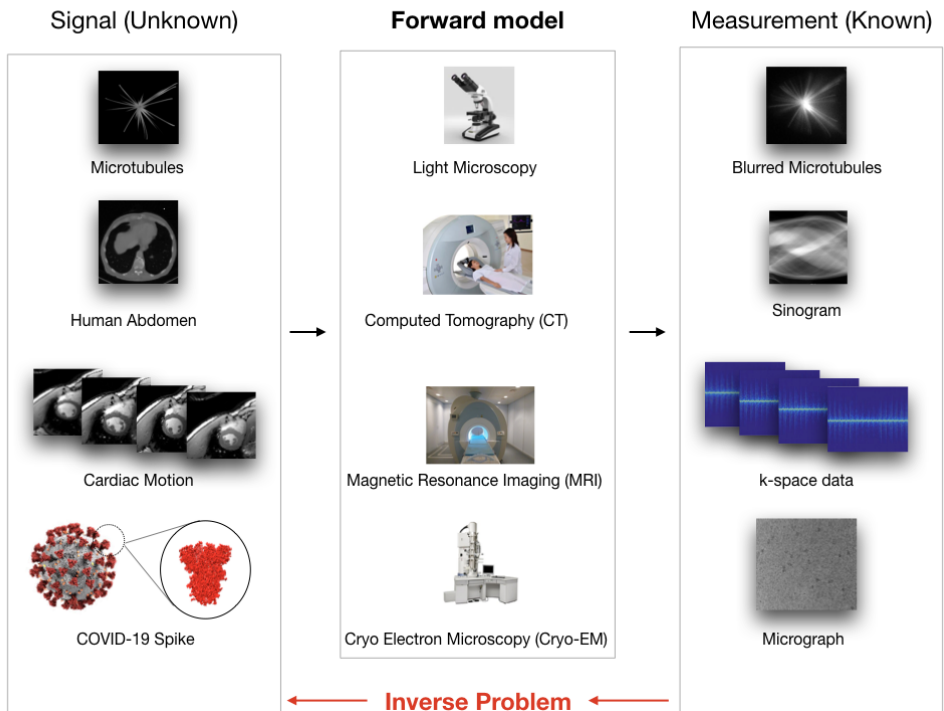 Signal (Unknown)
Forward model
Measurement (Known)
Microtubules
Light Microscopy
Blurred Microtubules
Human Abdomen
Computed Tomography (CT)
Sinogram
Cardiac Motion
Magnetic Resonance Imaging (MRI)
k-space data
COVID-19 Spike
Cryo Electron Microscopy (Cryo-EM)
Micrograph
Inverse Problem